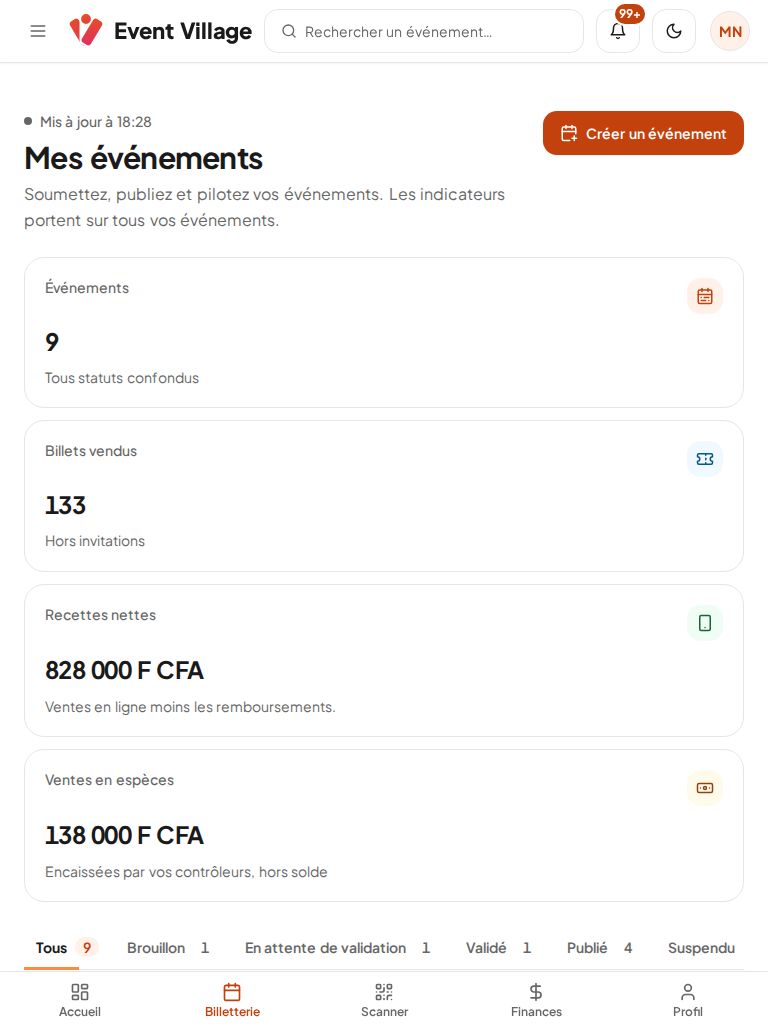 Event Village
Rechercher un événement...
99+
MN
Mis à jour à 18:28
Mes événements
Créer un événement
Soumettez, publiez et pilotez vos événements. Les indicateurs
portent sur tous vos événements.
Événements
9
Tous statuts confondus
Billets vendus
133
Hors invitations
Recettes nettes
828 000 F CFA
Ventes en ligne moins les remboursements.
Ventes en espèces
138 000 F CFA
Encaissées par vos contrôleurs, hors solde
Tous 9 Brouillon 1 En attente de validation 1 Validé 1 Publié 4 Suspendu
Accueil Billetterie Scanner Finances Profil